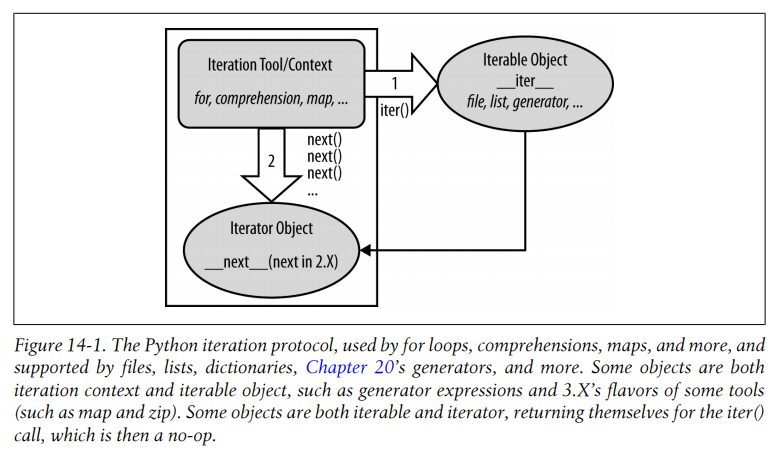 Iteration Tool/Context
for, comprehension, map, ...
1
iter()
Iterable Object
__iter__
file, list, generator, ...
2
next()
next()
next()
...
Iterator Object
__next__(next in 2.X)
Figure 14-1. The Python iteration protocol, used by for loops, comprehensions, maps, and more, and
supported by files, lists, dictionaries, Chapter 20’s generators, and more. Some objects are both
iteration context and iterable object, such as generator expressions and 3.X’s flavors of some tools
(such as map and zip). Some objects are both iterable and iterator, returning themselves for the iter()
call, which is then a no-op.